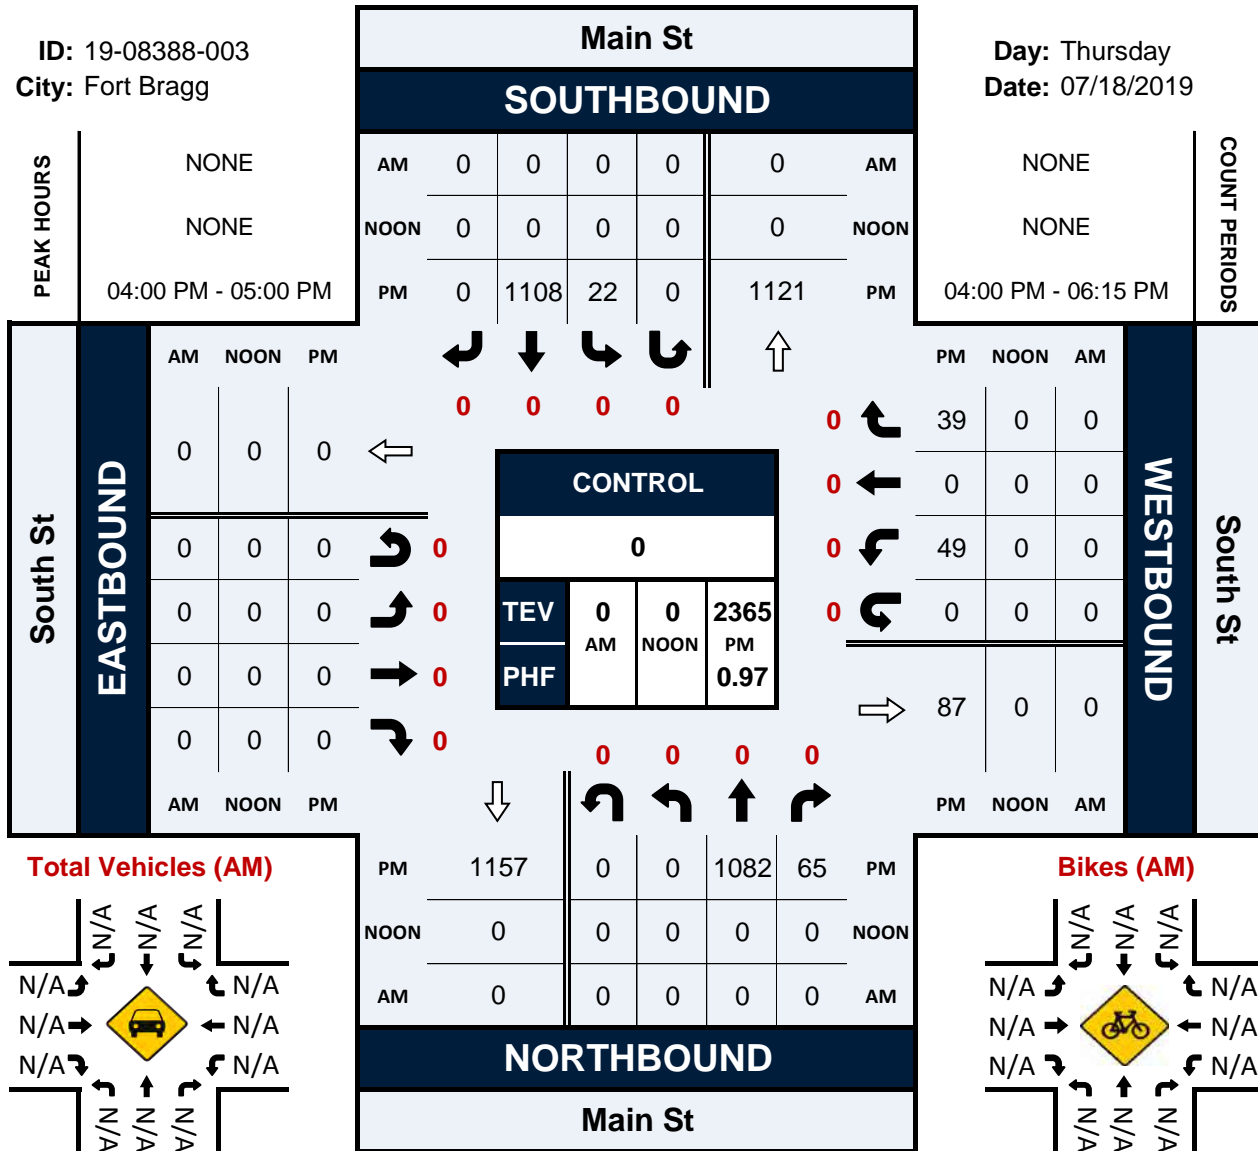 Main St
ID: 19-08388-003
Day: Thursday
City: Fort Bragg
SOUTHBOUND
Date: 07/18/2019
PEAK HOURS
NONE
AM 0 0 0 0 0 AM
NONE
COUNT PERIODS
NONE
NOON 0 0 0 0 0 NOON
NONE
04:00 PM - 05:00 PM
PM 0 1108 22 0 1121 PM
04:00 PM - 06:15 PM
South St
EASTBOUND
AM NOON PM
PM NOON AM
WESTBOUND
South St
0 0 0 0
0 39 0 0
0 0 0
0 0 0 0
CONTROL
0
0 0 0 0
0 49 0 0
0 0 0 0
TEV 0 0 2365
AM NOON PM
PHF 0.97
0 0 0 0
0 0 0 0
87 0 0
0 0 0 0
0 0 0 0
AM NOON PM
PM NOON AM
PM 1157 0 0 1082 65 PM
NOON 0 0 0 0 0 NOON
AM 0 0 0 0 0 AM
NORTHBOUND
Main St
Total Vehicles (AM)
N/A N/A N/A
N/A N/A
N/A N/A
N/A N/A
N/A N/A N/A
Bikes (AM)
N/A N/A N/A
N/A N/A
N/A N/A
N/A N/A
N/A N/A N/A